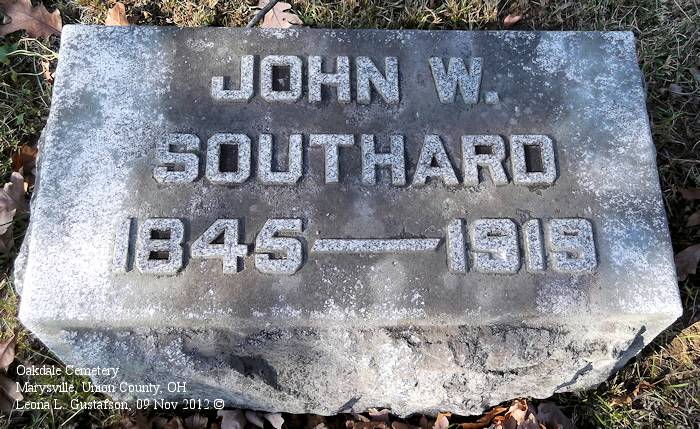 JOHN W.
SOUTHARD
1845 — 1919
Oakdale Cemetery
Marysville, Union County, OH
Leona L. Gustafson, 09 Nov 2012 ©